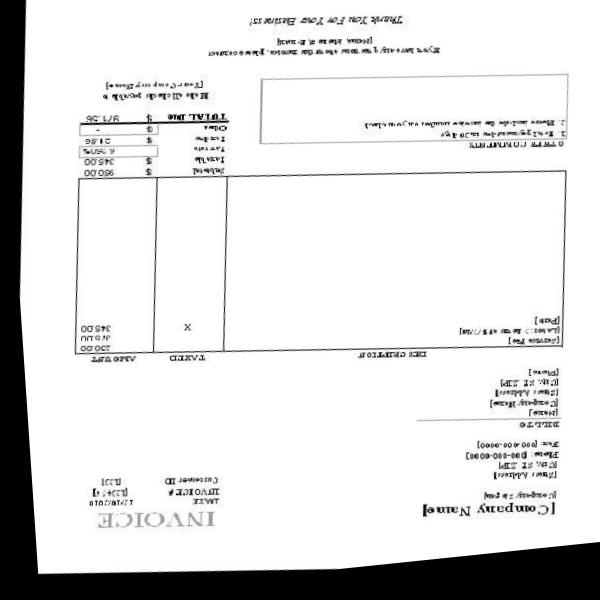 [Company Name] INVOICE
[Company Slogan]
DATE
[Street Address] INVOICE #
[City, ST ZIP] Customer ID [123]
Phone: [000-000-0000]
Fax: [000-000-0000]
BILL TO
[Name]
[Company Name]
[Street Address]
[City, ST ZIP]
[Phone]
DESCRIPTION TAXED AMOUNT
[Service Fee] 230.00
[Labor: hours at $75/hr] 375.00
[Parts] X 345.00
Subtotal $ 950.00
Taxable $ 345.00
OTHER COMMENTS Tax rate 6.250%
1. Total payment due in 30 days Tax due $ 21.56
2. Please include the invoice number on your check Other $ -
TOTAL Due $ 971.56
Make all checks payable to
[Your Company Name]
If you have any questions about this invoice, please contact
[Name, Phone #, E-mail]
Thank You For Your Business!